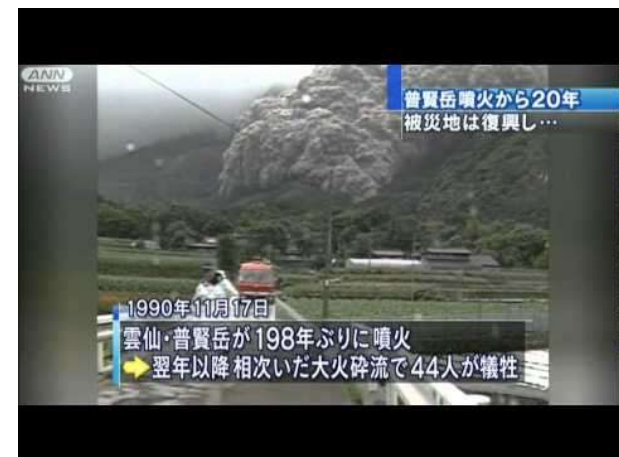 ANN
NEWS
普賢岳噴火から20年
被災地は復興し…
1990年11月17日
雲仙・普賢岳が198年ぶりに噴火
➡翌年以降相次いだ大火砕流で44人が犠牲